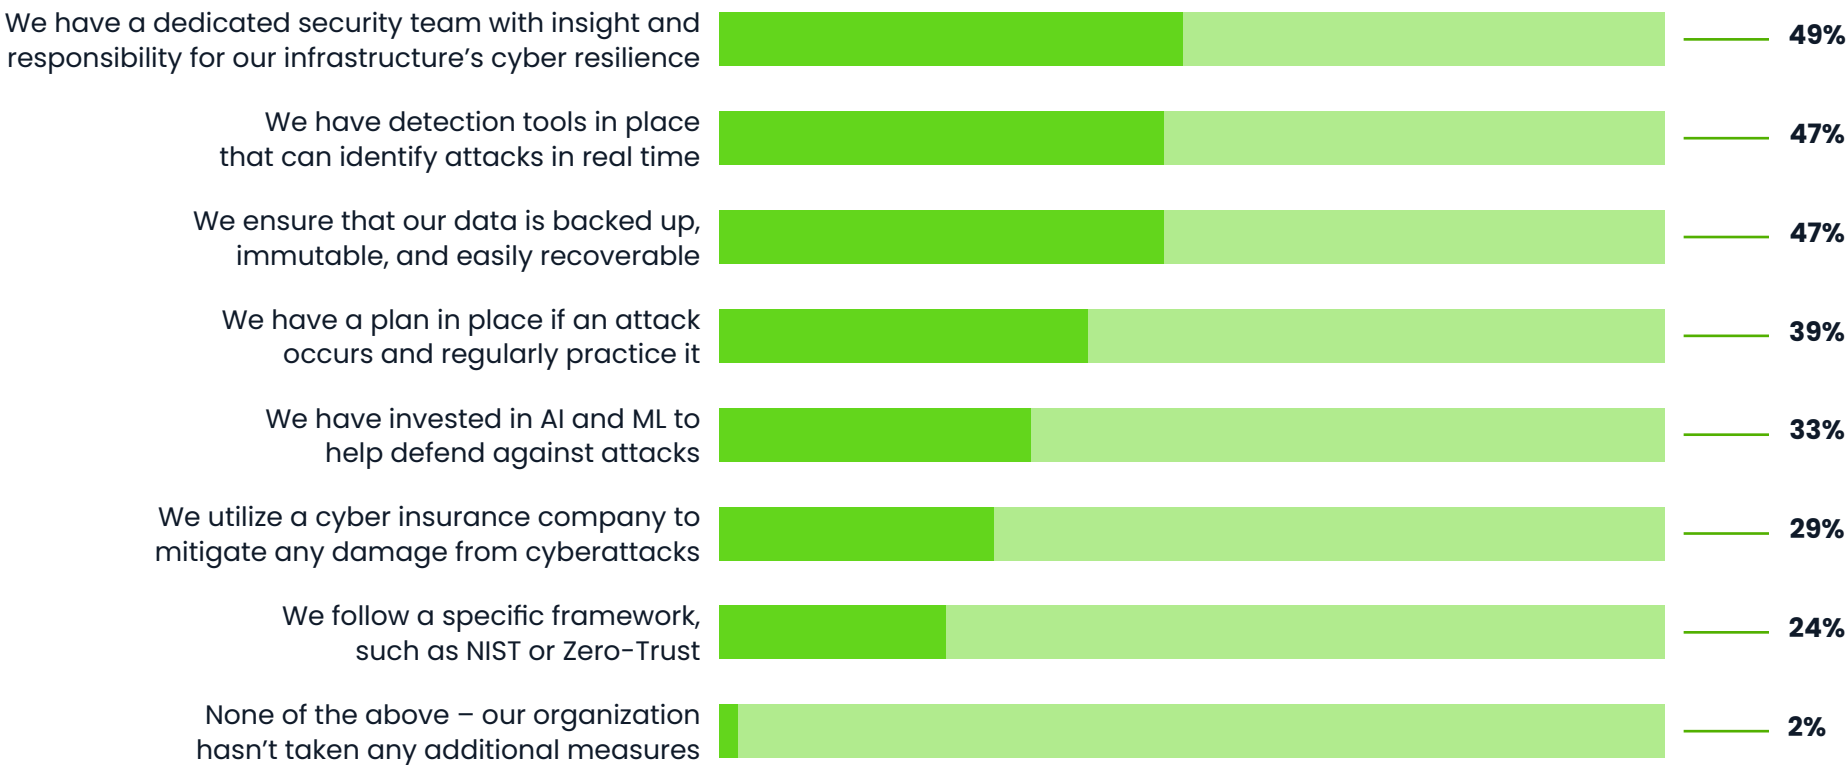 We have a dedicated security team with insight and
responsibility for our infrastructure’s cyber resilience
49%
We have detection tools in place
that can identify attacks in real time
47%
We ensure that our data is backed up,
immutable, and easily recoverable
47%
We have a plan in place if an attack
occurs and regularly practice it
39%
We have invested in AI and ML to
help defend against attacks
33%
We utilize a cyber insurance company to
mitigate any damage from cyberattacks
29%
We follow a specific framework,
such as NIST or Zero-Trust
24%
None of the above – our organization
hasn’t taken any additional measures
2%